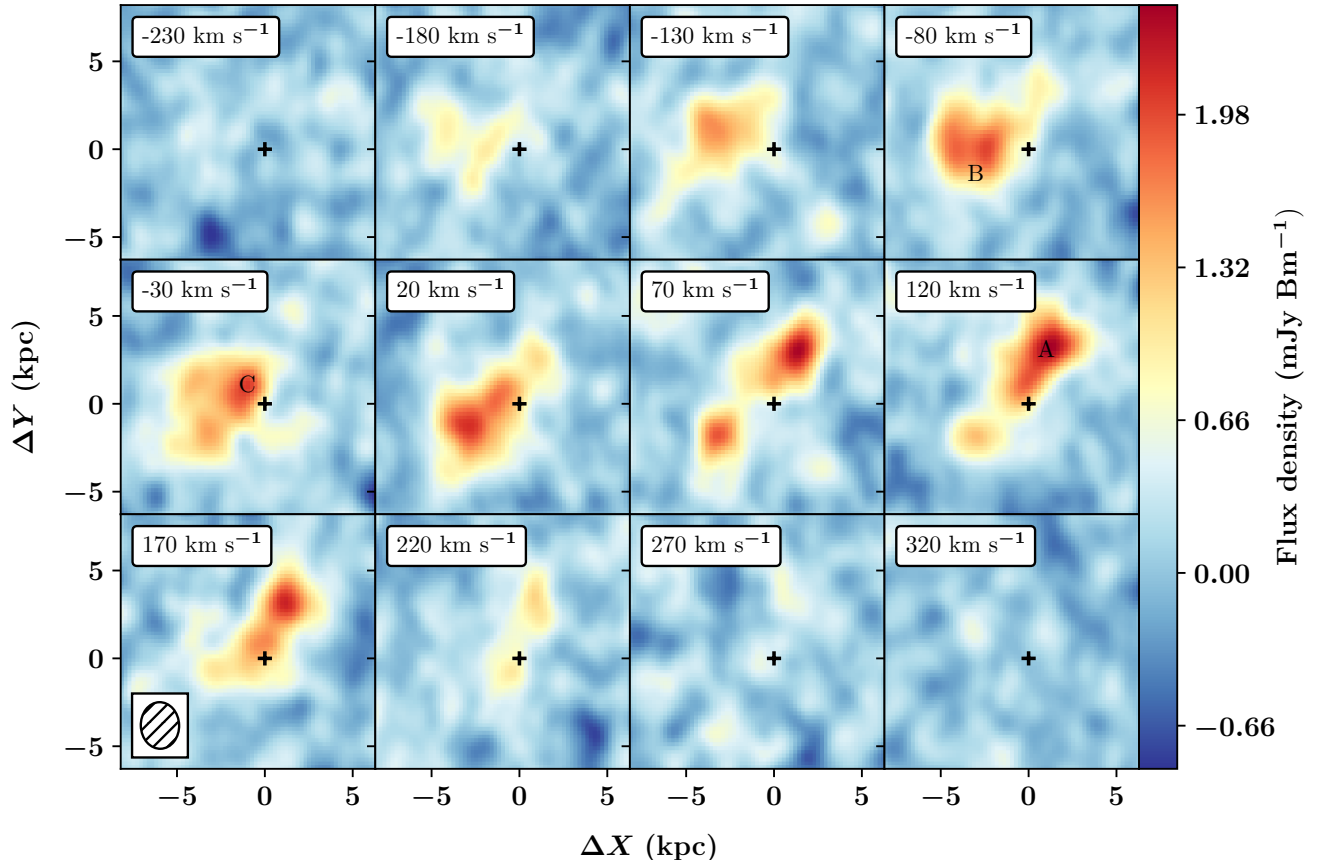 -230 km s⁻¹
-180 km s⁻¹
-130 km s⁻¹
-80 km s⁻¹
5
0
−5
B
-30 km s⁻¹
20 km s⁻¹
70 km s⁻¹
120 km s⁻¹
5
0
−5
C
A
170 km s⁻¹
220 km s⁻¹
270 km s⁻¹
320 km s⁻¹
5
0
−5
−5 0 5
−5 0 5
−5 0 5
−5 0 5
ΔX (kpc)
ΔY (kpc)
1.98
1.32
0.66
0.00
−0.66
Flux density (mJy Bm⁻¹)